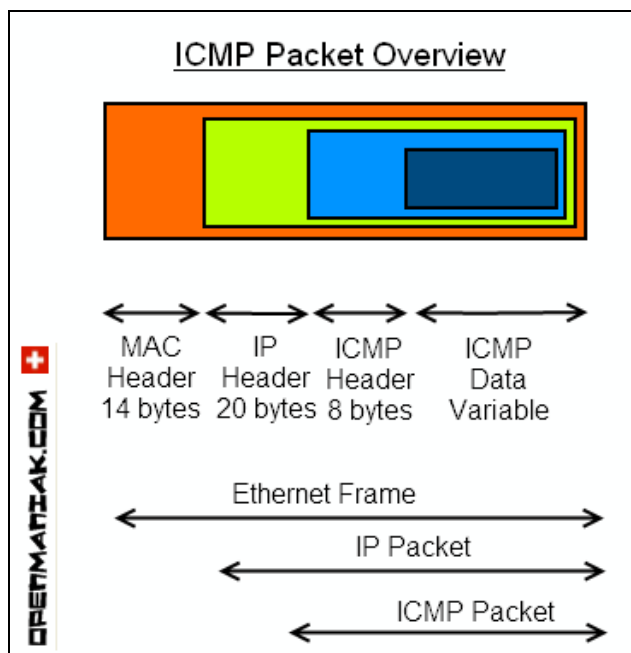 ICMP Packet Overview
MAC
Header
14 bytes
IP
Header
20 bytes
ICMP
Header
8 bytes
ICMP
Data
Variable
Ethernet Frame
IP Packet
ICMP Packet
OPENMANIAK.COM